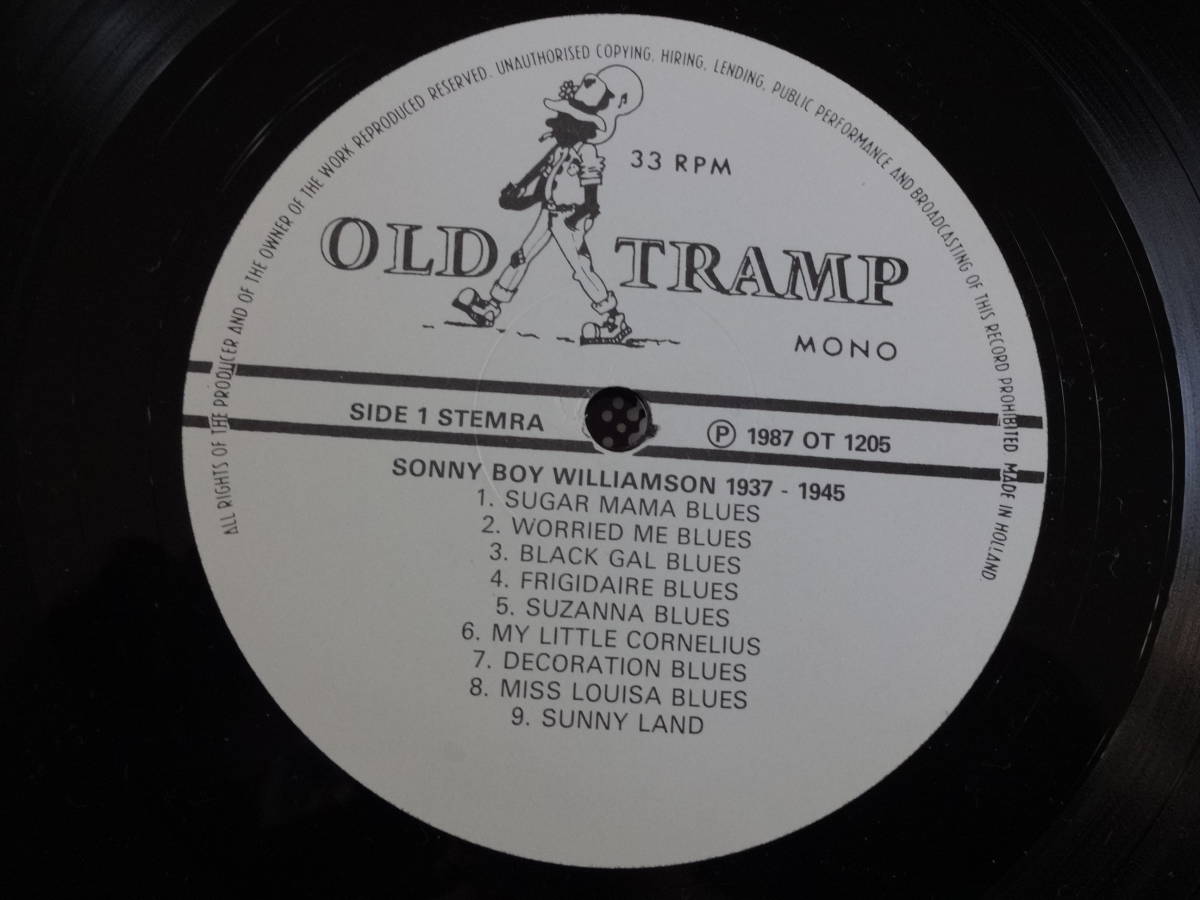 ALL RIGHTS OF THE PRODUCER AND OF THE OWNER OF THE WORK REPRODUCED RESERVED. UNAUTHORISED COPYING, HIRING, LENDING, PUBLIC PERFORMANCE AND BROADCASTING OF THIS RECORD PROHIBITED. MADE IN HOLLAND.
33 RPM
OLD TRAMP
MONO
SIDE 1 STEMRA
Ⓟ 1987 OT 1205
SONNY BOY WILLIAMSON 1937 - 1945
1. SUGAR MAMA BLUES
2. WORRIED ME BLUES
3. BLACK GAL BLUES
4. FRIGIDAIRE BLUES
5. SUZANNA BLUES
6. MY LITTLE CORNELIUS
7. DECORATION BLUES
8. MISS LOUISA BLUES
9. SUNNY LAND